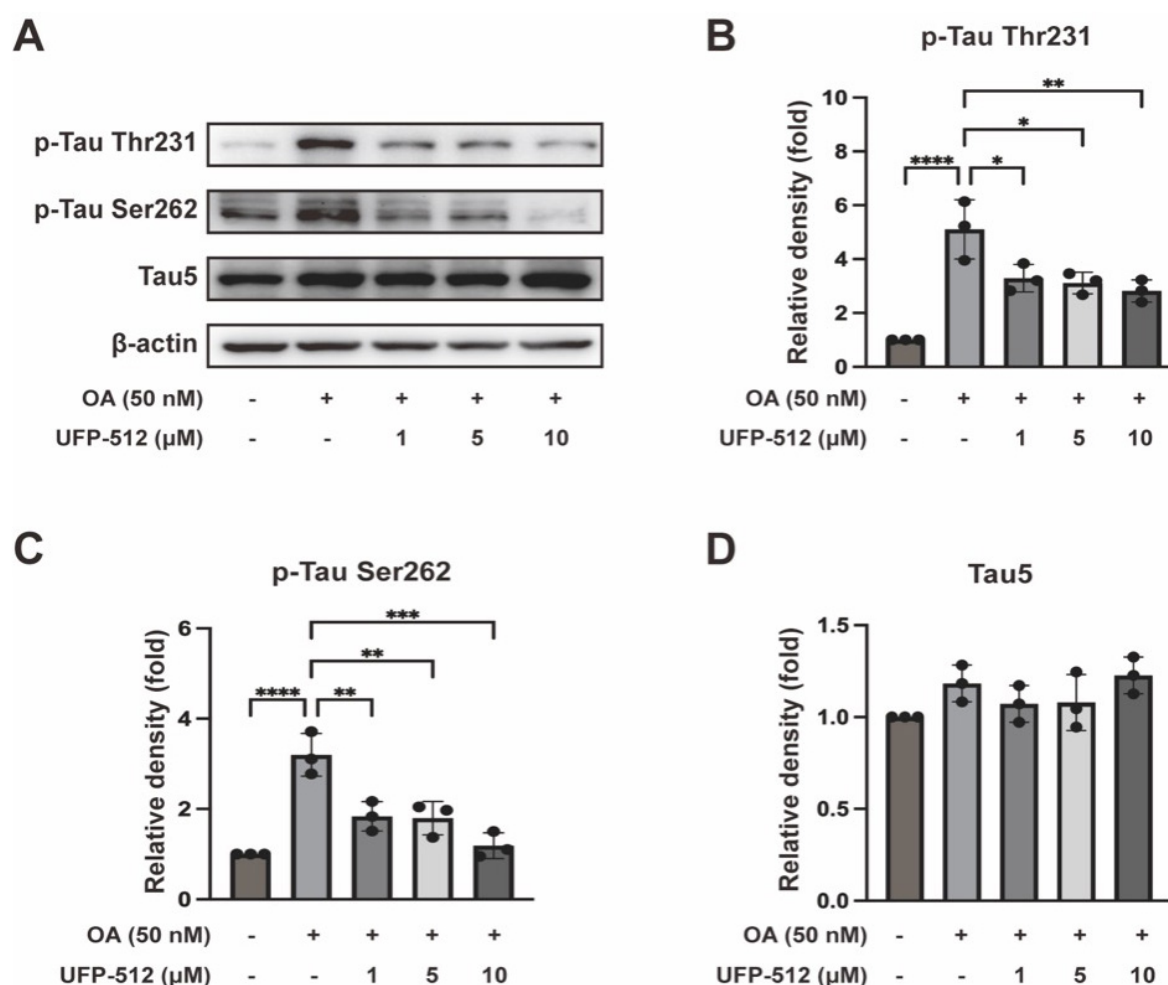 A
p-Tau Thr231
p-Tau Ser262
Tau5
β-actin
OA (50 nM) - + + + +
UFP-512 (μM) - - 1 5 10
B
p-Tau Thr231
Relative density (fold)
10
8
6
4
2
0
**
*
**** *
OA (50 nM) - + + + +
UFP-512 (μM) - - 1 5 10
C
p-Tau Ser262
Relative density (fold)
6
4
2
0
***
**
**** **
OA (50 nM) - + + + +
UFP-512 (μM) - - 1 5 10
D
Tau5
Relative density (fold)
1.5
1.0
0.5
0.0
OA (50 nM) - + + + +
UFP-512 (μM) - - 1 5 10